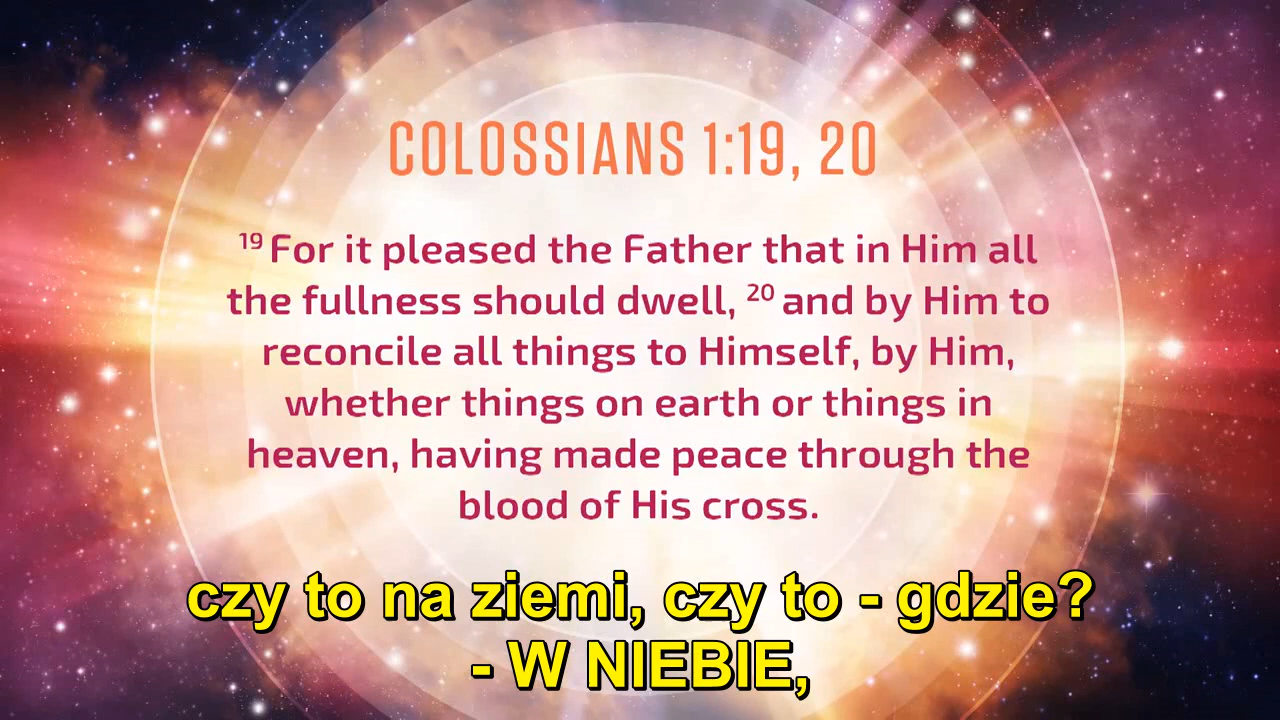 COLOSSIANS 1:19, 20
19 For it pleased the Father that in Him all
the fullness should dwell, 20 and by Him to
reconcile all things to Himself, by Him,
whether things on earth or things in
heaven, having made peace through the
blood of His cross.
czy to na ziemi, czy to - gdzie?
- W NIEBIE,